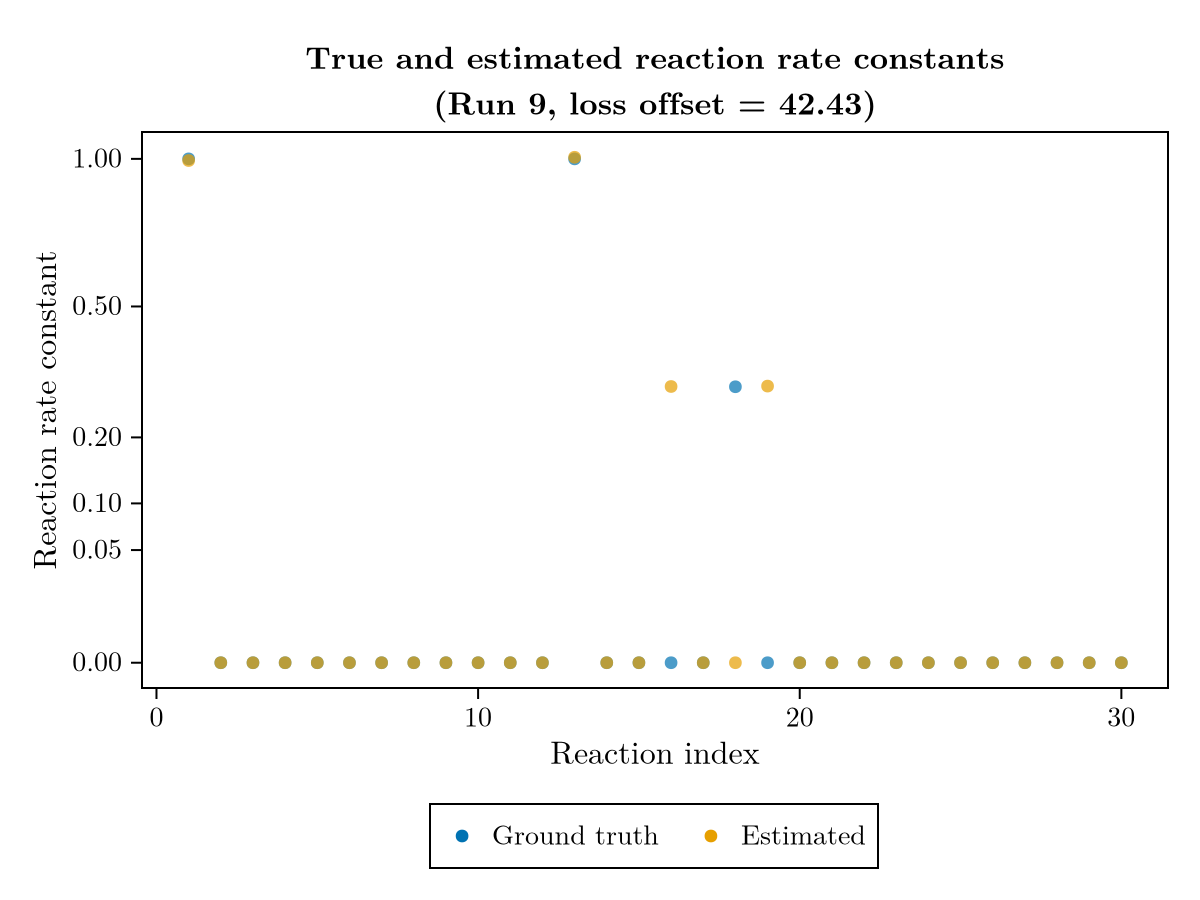 True and estimated reaction rate constants
(Run 9, loss offset = 42.43)
Reaction rate constant
1.00
0.50
0.20
0.10
0.05
0.00
0 10 20 30
Reaction index
Ground truth Estimated